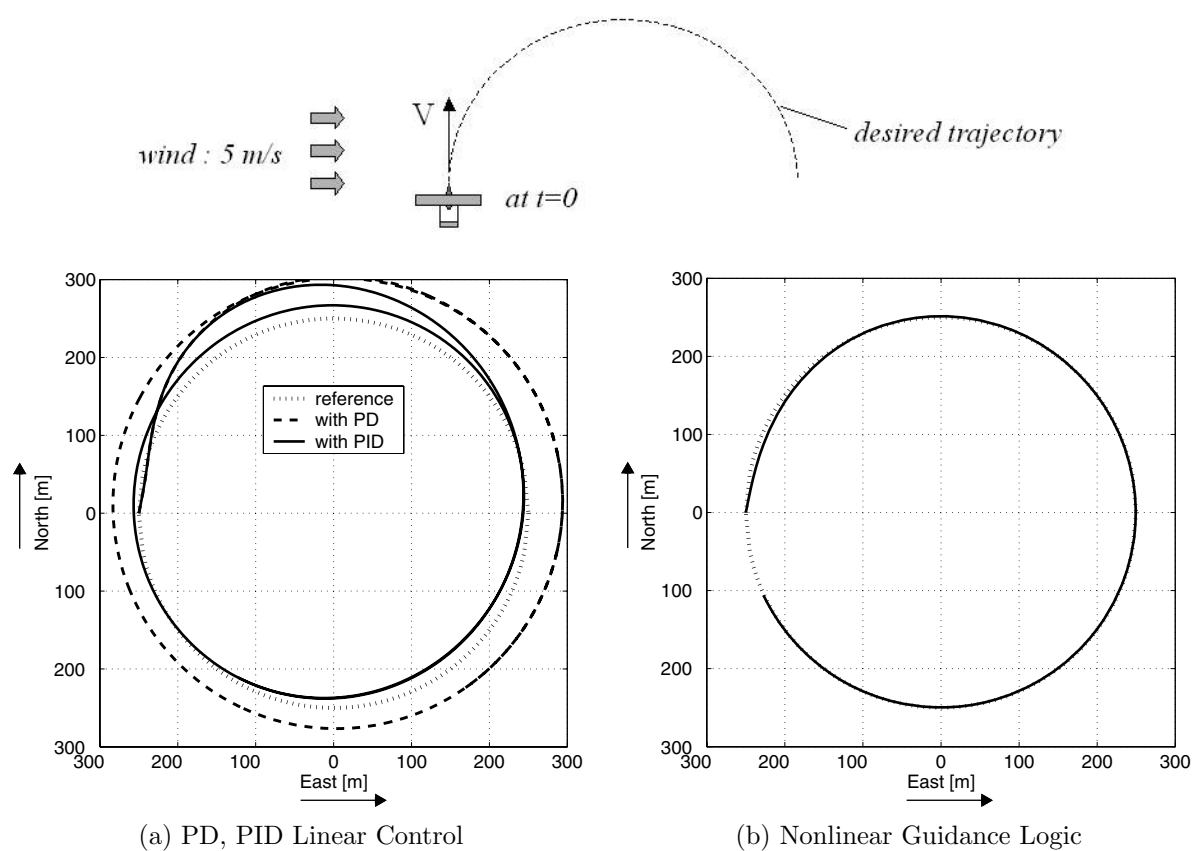 V
wind : 5 m/s
desired trajectory
at t=0
300
200
100
0
100
200
300
North [m]
reference
with PD
with PID
300 200 100 0 100 200 300
East [m]
(a) PD, PID Linear Control
300
200
100
0
100
200
300
North [m]
300 200 100 0 100 200 300
East [m]
(b) Nonlinear Guidance Logic